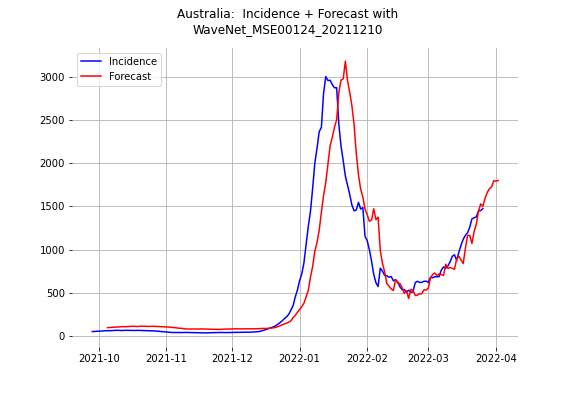 Australia:  Incidence + Forecast with
WaveNet_MSE00124_20211210
Incidence
Forecast
3000
2500
2000
1500
1000
500
0
2021-10 2021-11 2021-12 2022-01 2022-02 2022-03 2022-04